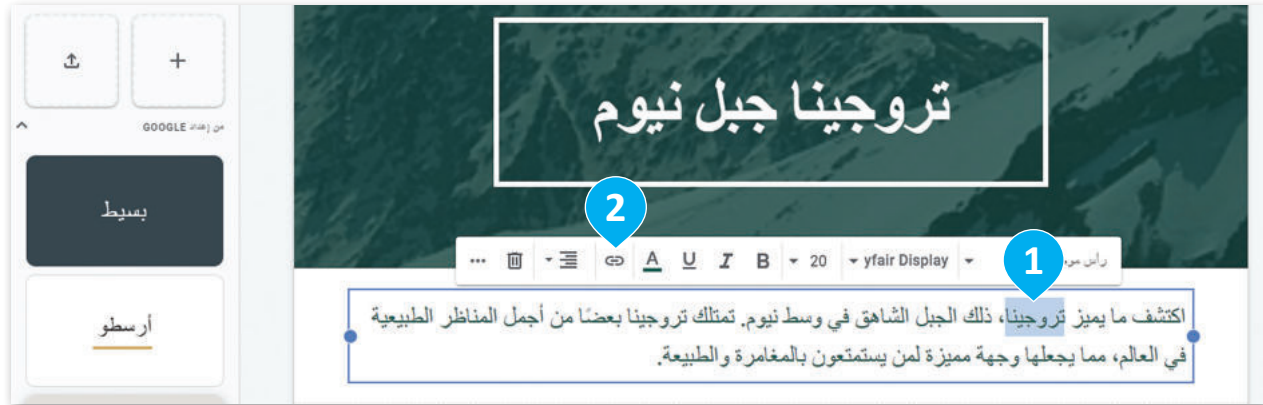 تروجينا جبل نيوم
+
من إعداد GOOGLE
بسيط
أرسطو
2
1
رأس
yfair Display
20
B I U A
اكتشف ما يميز تروجينا، ذلك الجبل الشاهق في وسط نيوم. تمتلك تروجينا بعضًا من أجمل المناظر الطبيعية
في العالم، مما يجعلها وجهة مميزة لمن يستمتعون بالمغامرة والطبيعة.